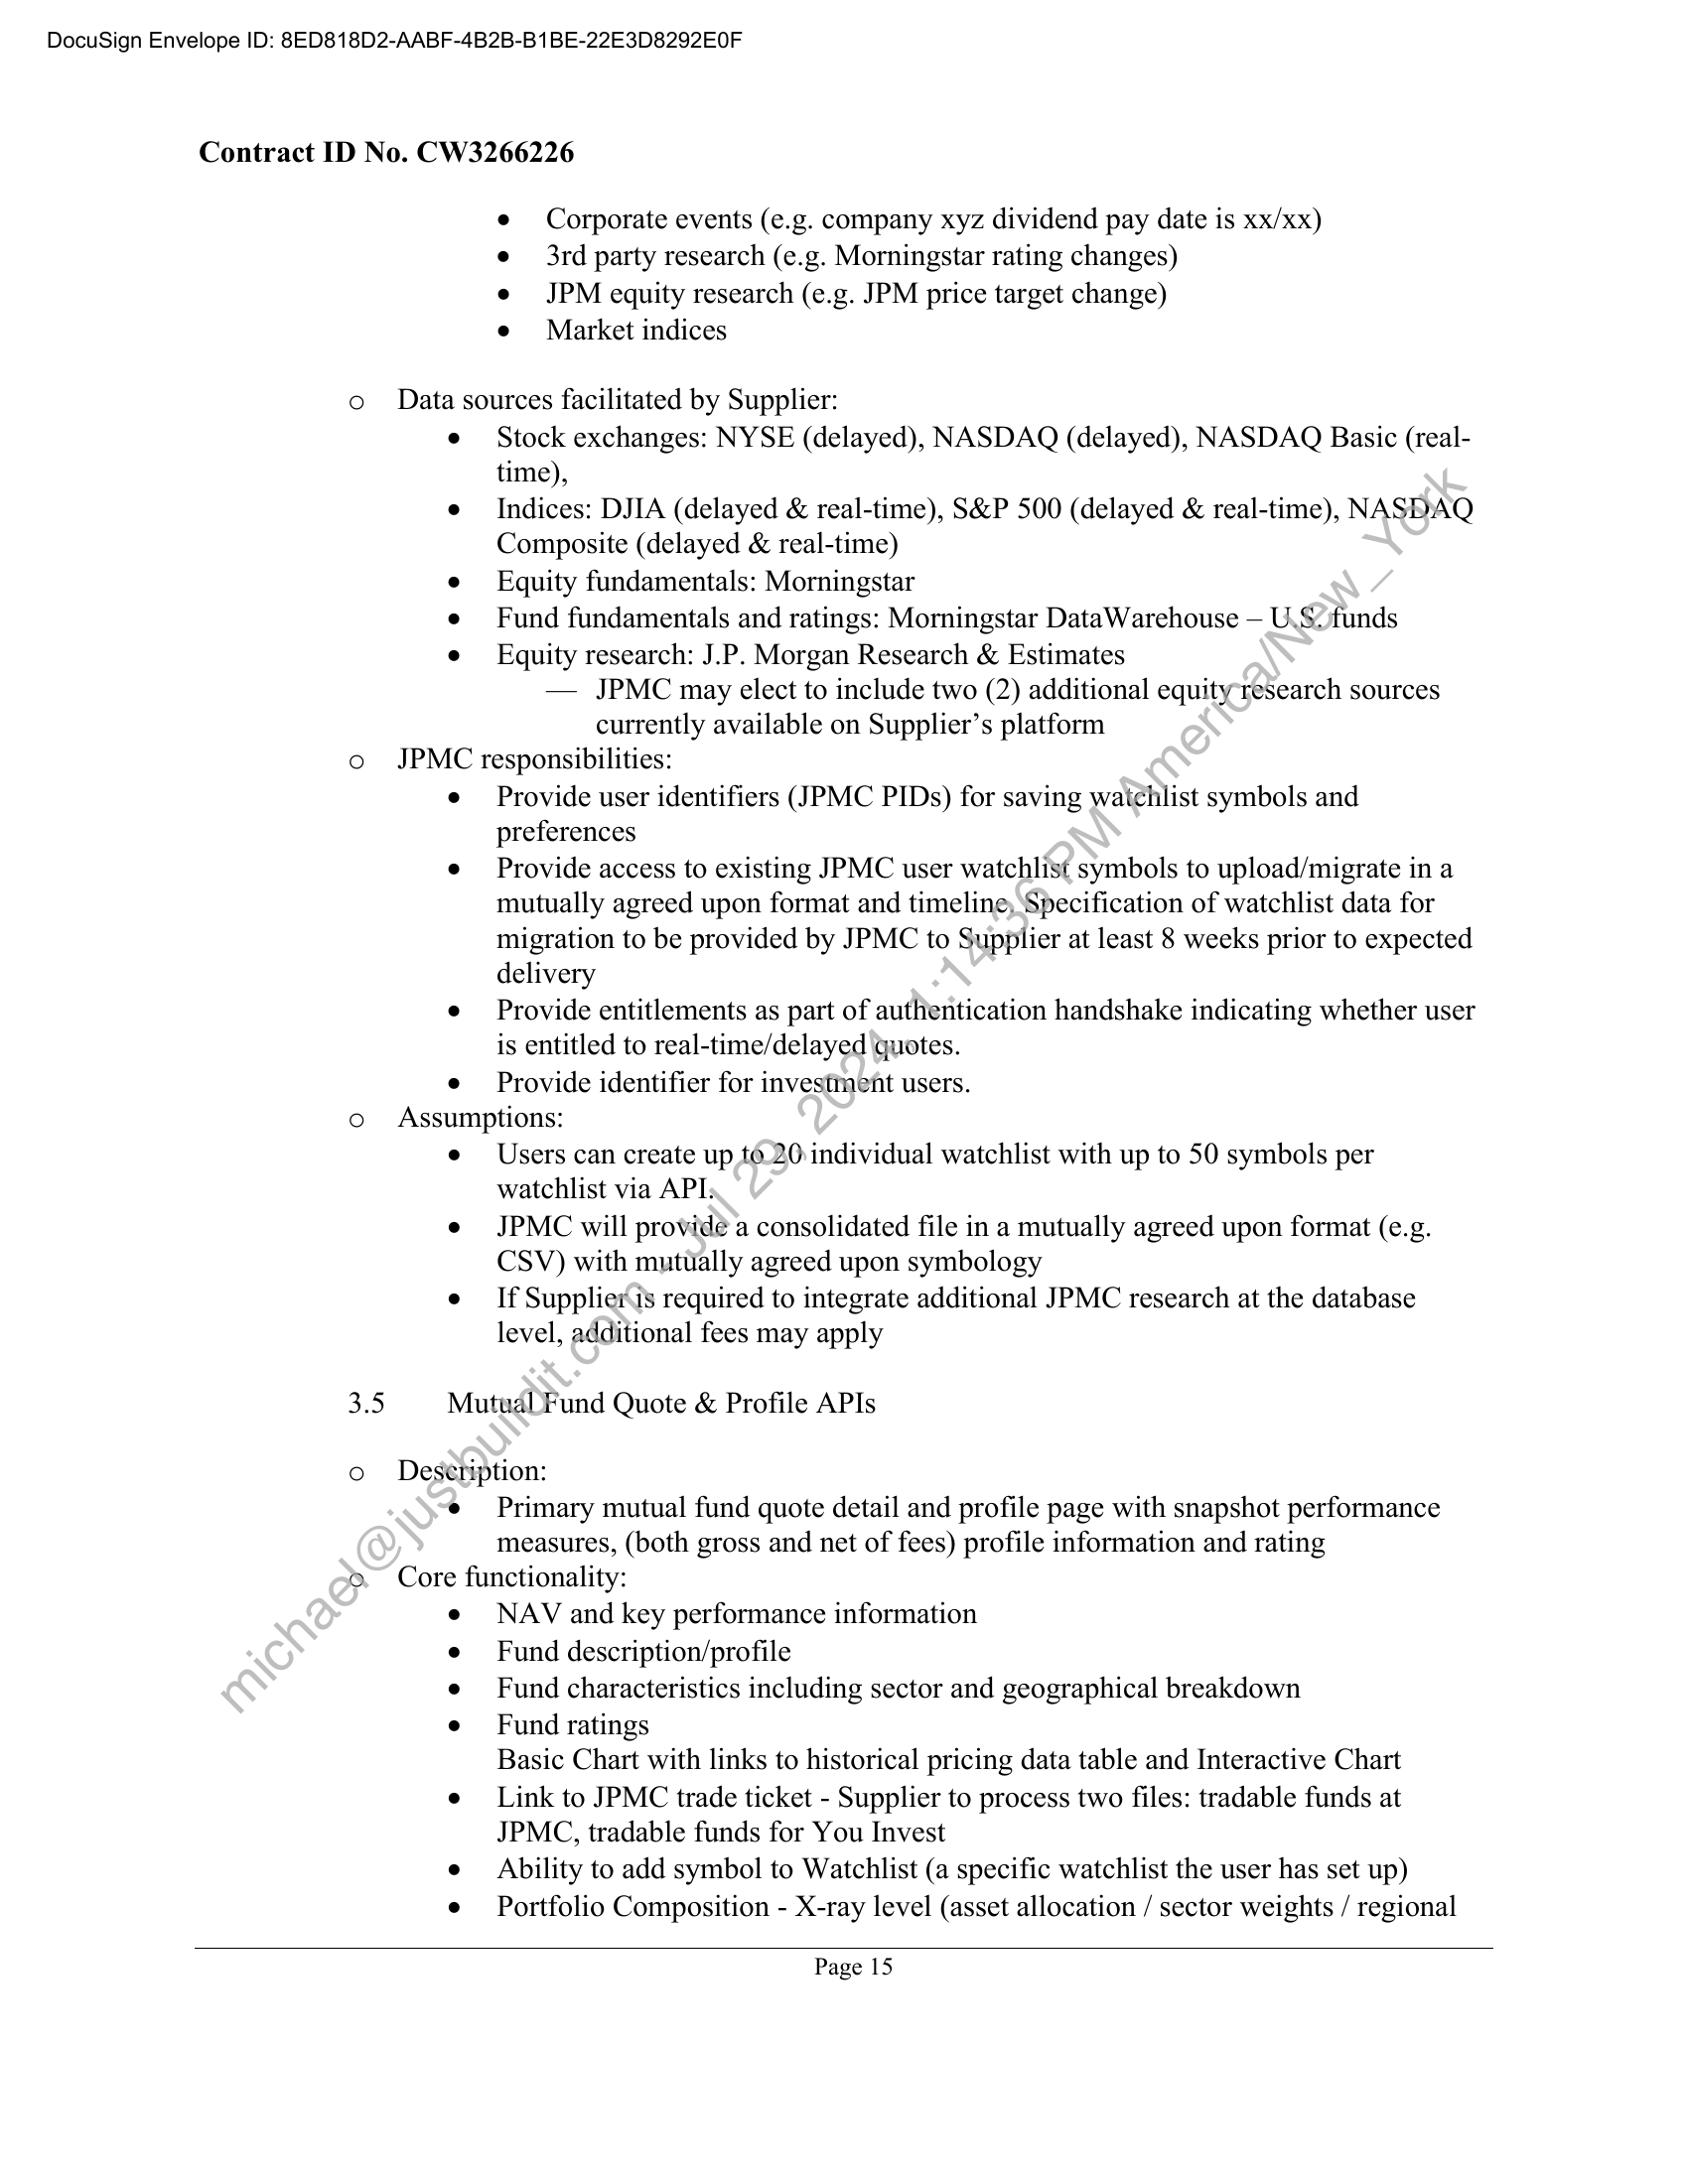 DocuSign Envelope ID: 8ED818D2-AABF-4B2B-B1BE-22E3D8292E0F
Contract ID No. CW3266226
• Corporate events (e.g. company xyz dividend pay date is xx/xx)
• 3rd party research (e.g. Morningstar rating changes)
• JPM equity research (e.g. JPM price target change)
• Market indices
o Data sources facilitated by Supplier:
• Stock exchanges: NYSE (delayed), NASDAQ (delayed), NASDAQ Basic (real-
time),
• Indices: DJIA (delayed & real-time), S&P 500 (delayed & real-time), NASDAQ
Composite (delayed & real-time)
• Equity fundamentals: Morningstar
• Fund fundamentals and ratings: Morningstar DataWarehouse – U.S. funds
• Equity research: J.P. Morgan Research & Estimates
— JPMC may elect to include two (2) additional equity research sources
currently available on Supplier’s platform
o JPMC responsibilities:
• Provide user identifiers (JPMC PIDs) for saving watchlist symbols and
preferences
• Provide access to existing JPMC user watchlist symbols to upload/migrate in a
mutually agreed upon format and timeline. Specification of watchlist data for
migration to be provided by JPMC to Supplier at least 8 weeks prior to expected
delivery
• Provide entitlements as part of authentication handshake indicating whether user
is entitled to real-time/delayed quotes.
• Provide identifier for investment users.
o Assumptions:
• Users can create up to 20 individual watchlist with up to 50 symbols per
watchlist via API.
• JPMC will provide a consolidated file in a mutually agreed upon format (e.g.
CSV) with mutually agreed upon symbology
• If Supplier is required to integrate additional JPMC research at the database
level, additional fees may apply
3.5 Mutual Fund Quote & Profile APIs
o Description:
• Primary mutual fund quote detail and profile page with snapshot performance
measures, (both gross and net of fees) profile information and rating
o Core functionality:
• NAV and key performance information
• Fund description/profile
• Fund characteristics including sector and geographical breakdown
• Fund ratings
Basic Chart with links to historical pricing data table and Interactive Chart
• Link to JPMC trade ticket - Supplier to process two files: tradable funds at
JPMC, tradable funds for You Invest
• Ability to add symbol to Watchlist (a specific watchlist the user has set up)
• Portfolio Composition - X-ray level (asset allocation / sector weights / regional
Page 15
michael@justbuildit.com - Jul 29, 2024, 1:14:36 PM America/New_York